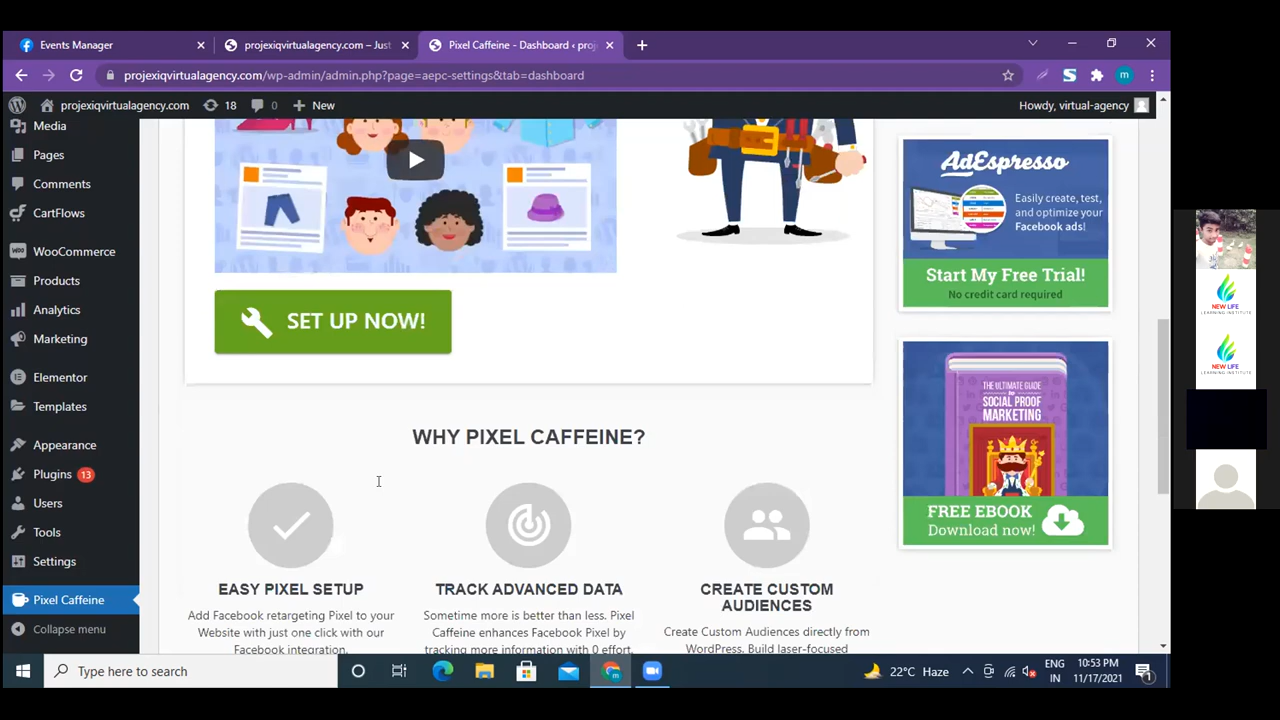 Events Manager
projexiqvirtualagency.com – Just
Pixel Caffeine - Dashboard ‹ proj
projexiqvirtualagency.com/wp-admin/admin.php?page=aepc-settings&tab=dashboard
S
m
projexiqvirtualagency.com
18
0
New
Howdy, virtual-agency
Media
Pages
Comments
CartFlows
WooCommerce
Products
Analytics
Marketing
Elementor
Templates
Appearance
Plugins 13
Users
Tools
Settings
Pixel Caffeine
Collapse menu
SET UP NOW!
WHY PIXEL CAFFEINE?
EASY PIXEL SETUP
Add Facebook retargeting Pixel to your
Website with just one click with our
Facebook integration.
TRACK ADVANCED DATA
Sometime more is better than less. Pixel
Caffeine enhances Facebook Pixel by
tracking more information with 0 effort.
CREATE CUSTOM
AUDIENCES
Create Custom Audiences directly from
WordPress. Build laser-focused
AdEspresso
Easily create, test,
and optimize your
Facebook ads!
Start My Free Trial!
No credit card required
THE ULTIMATE GUIDE
SOCIAL PROOF
MARKETING
FREE EBOOK
Download now!
NEW LIFE
LEARNING INSTITUTE
NEW LIFE
LEARNING INSTITUTE
Type here to search
22°C Haze
ENG
IN
10:53 PM
11/17/2021
1